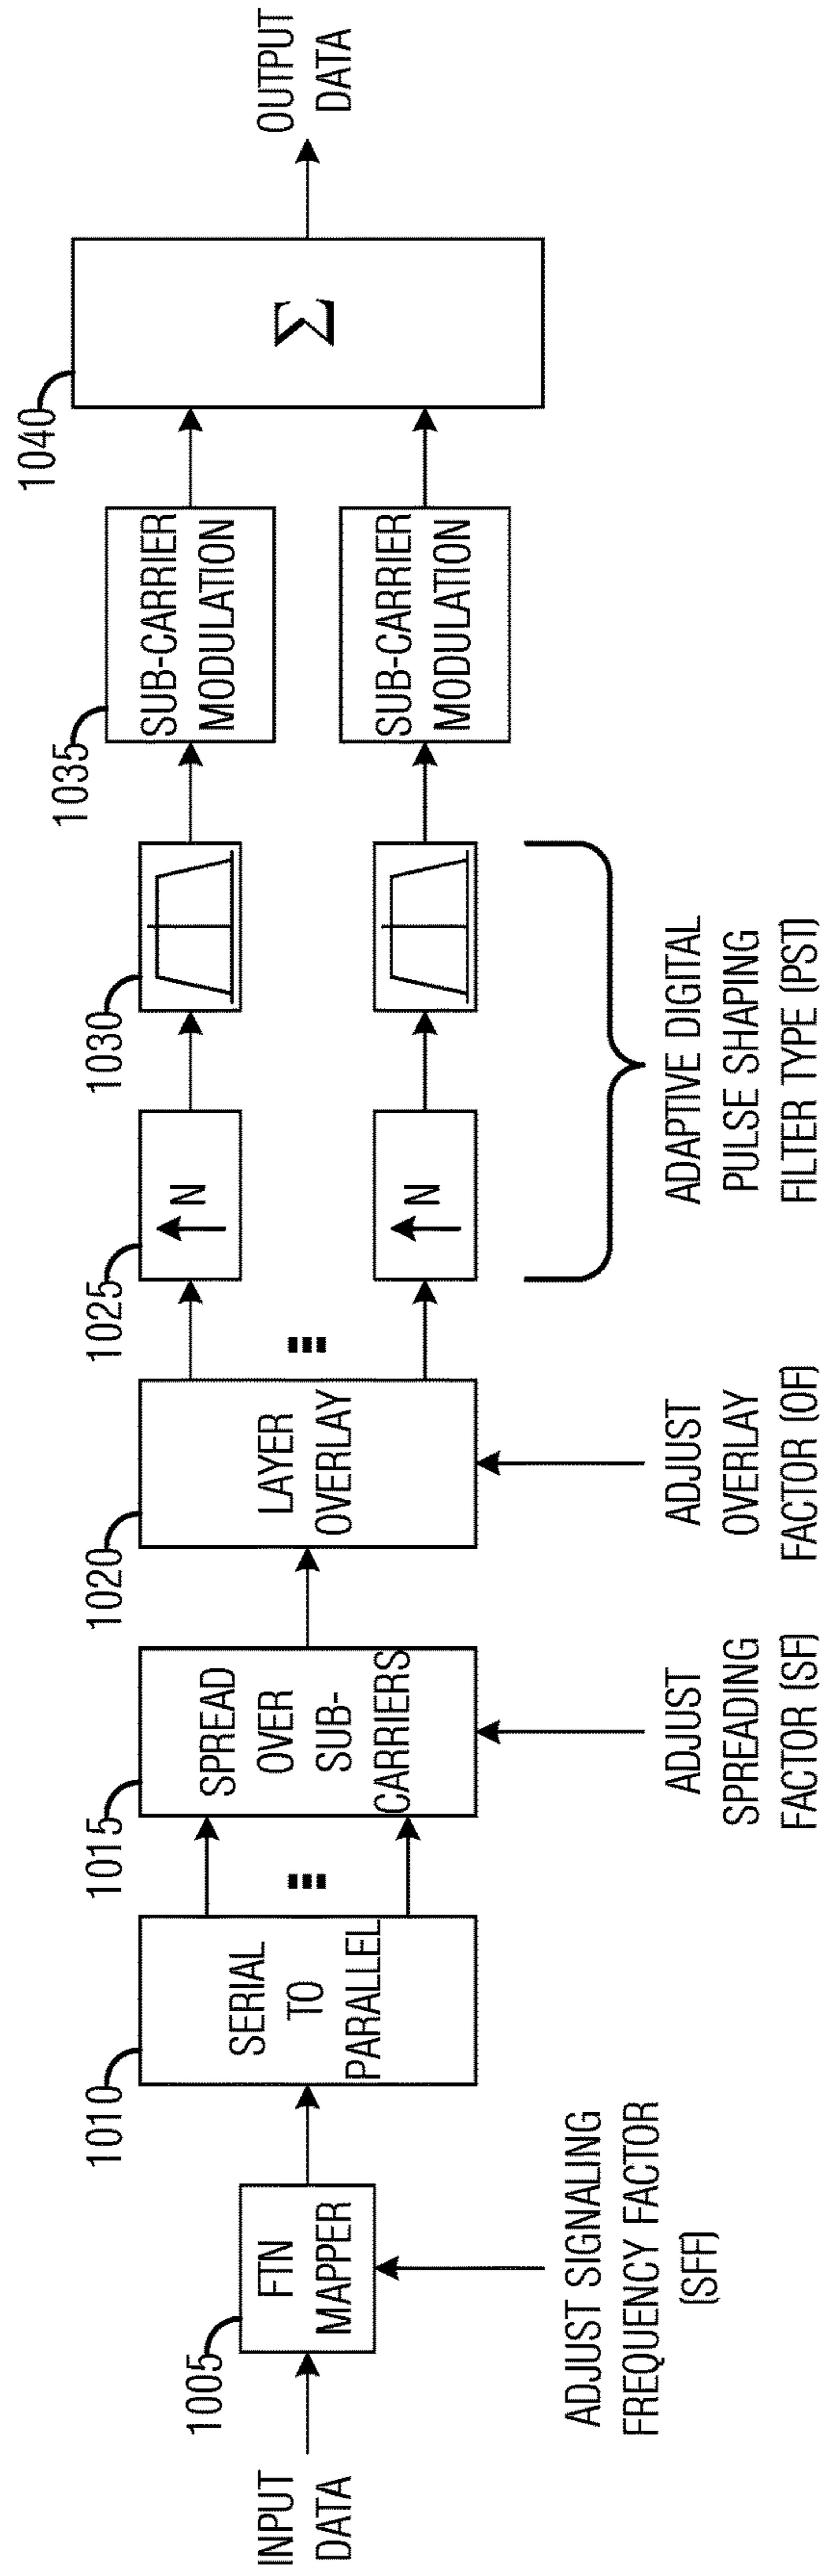 INPUT
DATA
1005
FTN
MAPPER
ADJUST SIGNALING
FREQUENCY FACTOR
(SFF)
1010
SERIAL
TO
PARALLEL
1015
SPREAD
OVER
SUB-
CARRIERS
ADJUST
SPREADING
FACTOR (SF)
1020
LAYER
OVERLAY
ADJUST
OVERLAY
FACTOR (OF)
1025
N
N
1030
ADAPTIVE DIGITAL
PULSE SHAPING
FILTER TYPE (PST)
1035
SUB-CARRIER
MODULATION
SUB-CARRIER
MODULATION
1040
Σ
OUTPUT
DATA